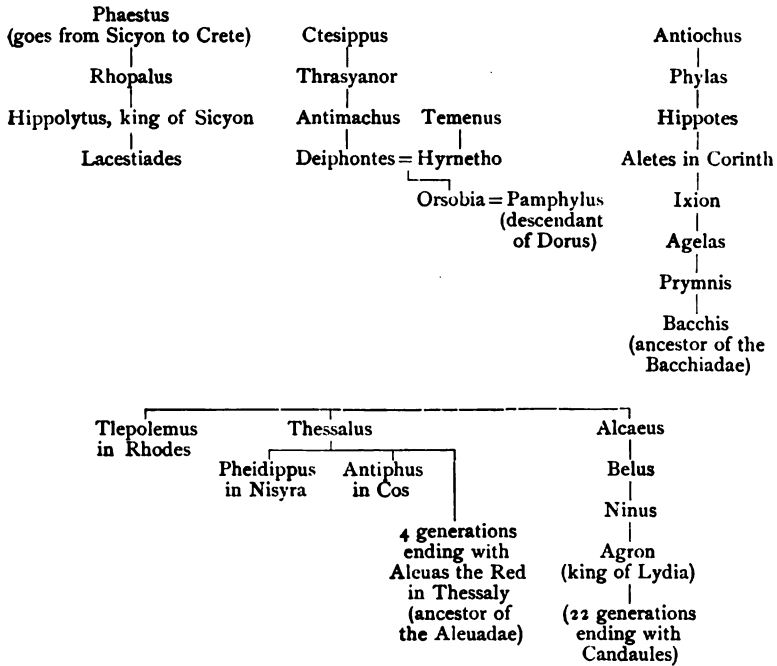 Phaestus
(goes from Sicyon to Crete)
Rhopalus
Hippolytus, king of Sicyon
Lacestiades
Ctesippus
Thrasyanor
Antimachus Temenus
Deiphontes = Hyrnetho
Orsobia = Pamphylus
(descendant
of Dorus)
Antiochus
Phylas
Hippotes
Aletes in Corinth
Ixion
Agelas
Prymnis
Bacchis
(ancestor of the
Bacchiadae)
Tlepolemus
in Rhodes
Thessalus
Pheidippus
in Nisyra
Antiphus
in Cos
4 generations
ending with
Alcuas the Red
in Thessaly
(ancestor of
the Aleuadae)
Alcaeus
Belus
Ninus
Agron
(king of Lydia)
(22 generations
ending with
Candaules)